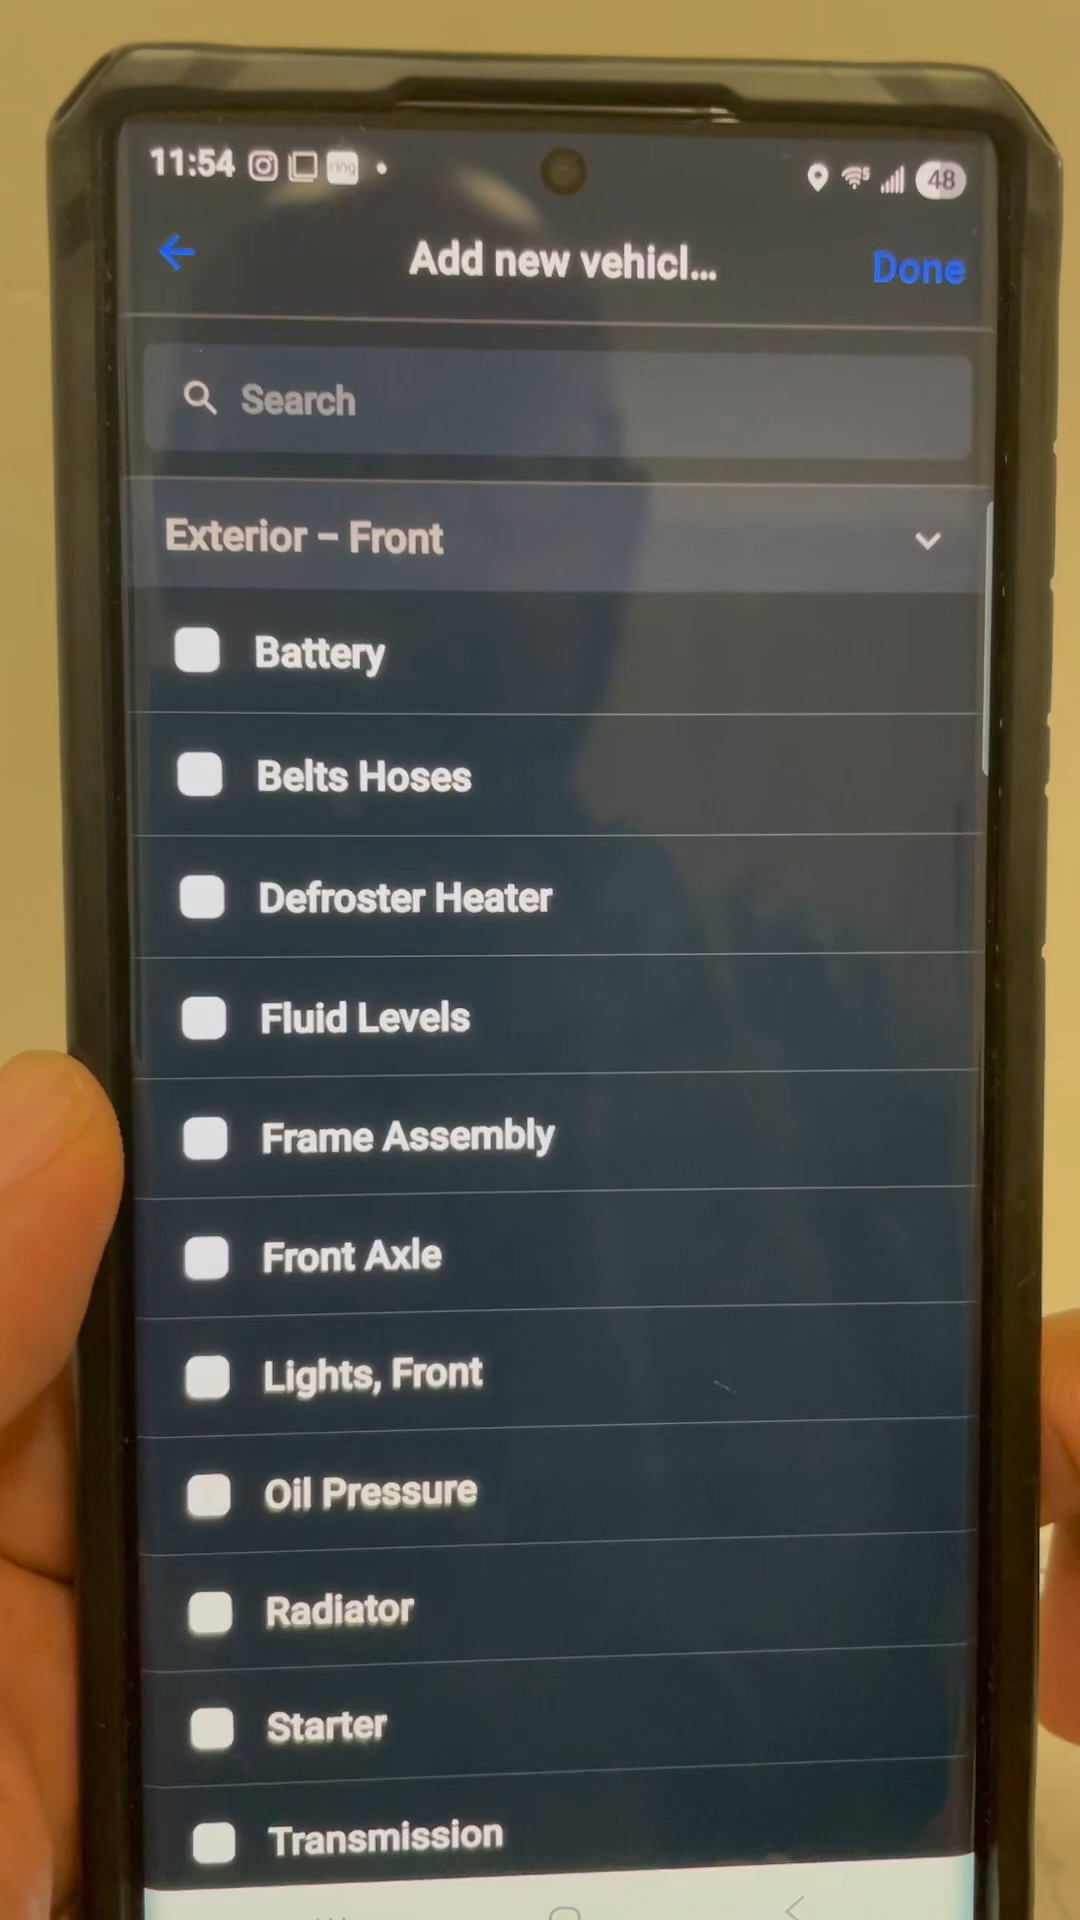 11:54 ring 48
Add new vehicl...
Done
Search
Exterior – Front
Battery
Belts Hoses
Defroster Heater
Fluid Levels
Frame Assembly
Front Axle
Lights, Front
Oil Pressure
Radiator
Starter
Transmission